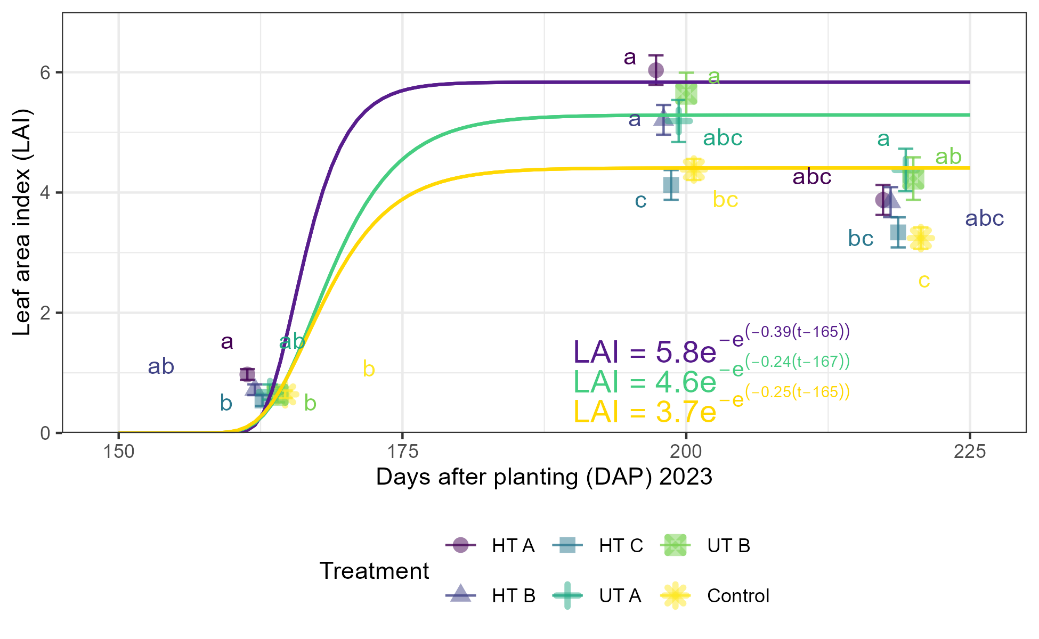 Leaf area index (LAI)
6
4
2
0
a
a
a
abc
c
bc
a
ab
abc
abc
bc
c
a
ab
ab
b
b
b
LAI = 5.8e^−e^(−0.39(t−165))
LAI = 4.6e^−e^(−0.24(t−167))
LAI = 3.7e^−e^(−0.25(t−165))
150 175 200 225
Days after planting (DAP) 2023
Treatment
HT A HT C UT B
HT B UT A Control